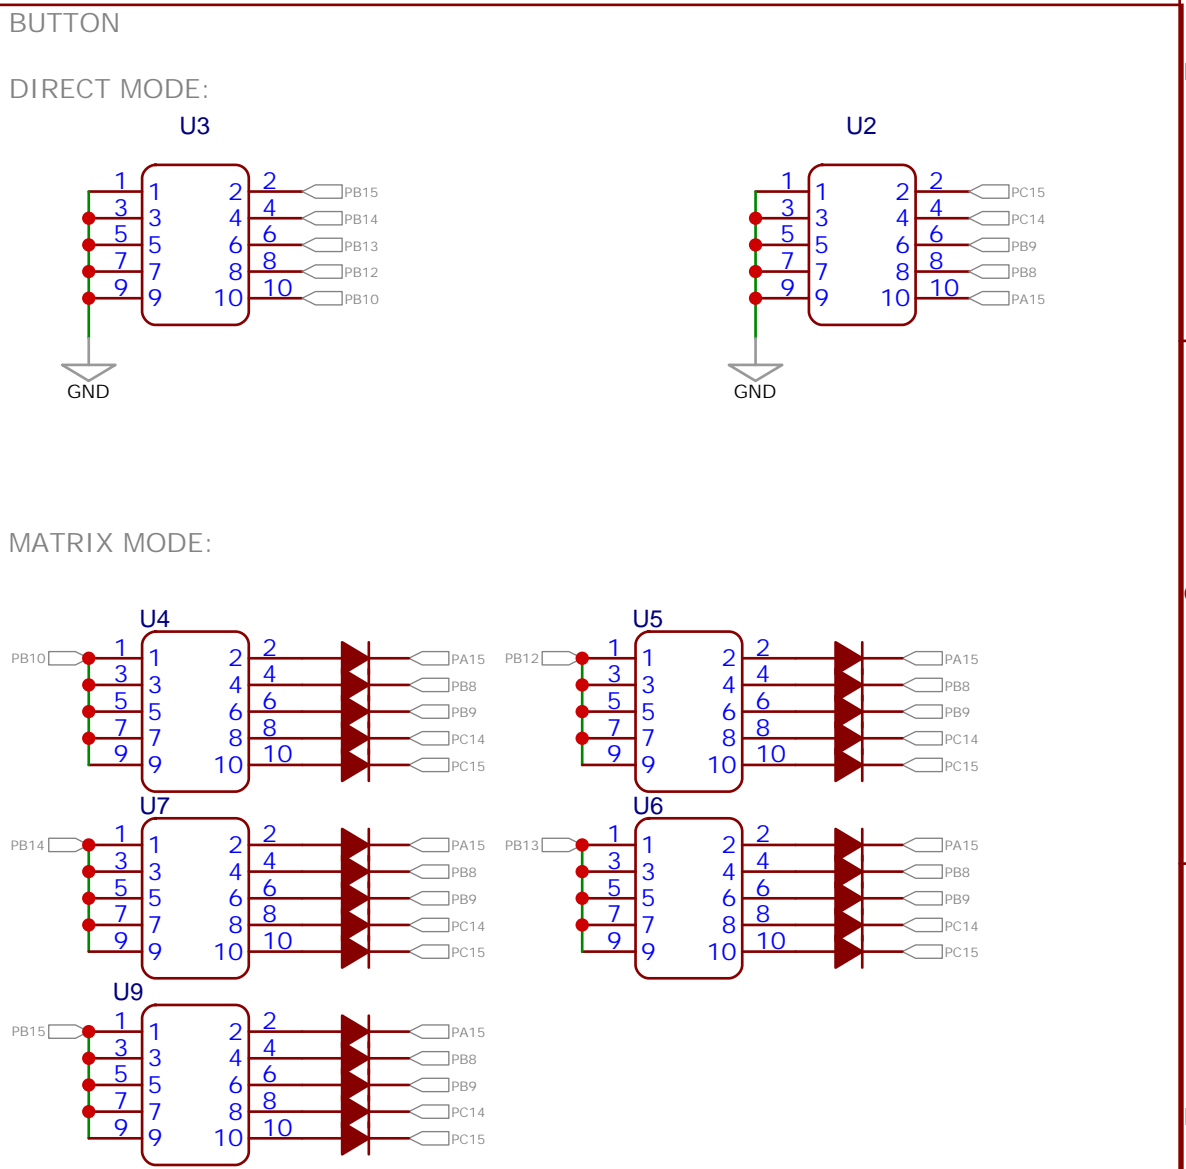 BUTTON
DIRECT MODE:
U3 U2
1 1 2 2 PB15 1 1 2 2 PC15
3 3 4 4 PB14 3 3 4 4 PC14
5 5 6 6 PB13 5 5 6 6 PB9
7 7 8 8 PB12 7 7 8 8 PB8
9 9 10 10 PB10 9 9 10 10 PA15
GND GND
MATRIX MODE:
U4 U5
PB10 1 1 2 2 PA15 PB12 1 1 2 2 PA15
3 3 4 4 PB8 3 3 4 4 PB8
5 5 6 6 PB9 5 5 6 6 PB9
7 7 8 8 PC14 7 7 8 8 PC14
9 9 10 10 PC15 9 9 10 10 PC15
U7 U6
PB14 1 1 2 2 PA15 PB13 1 1 2 2 PA15
3 3 4 4 PB8 3 3 4 4 PB8
5 5 6 6 PB9 5 5 6 6 PB9
7 7 8 8 PC14 7 7 8 8 PC14
9 9 10 10 PC15 9 9 10 10 PC15
U9
PB15 1 1 2 2 PA15
3 3 4 4 PB8
5 5 6 6 PB9
7 7 8 8 PC14
9 9 10 10 PC15